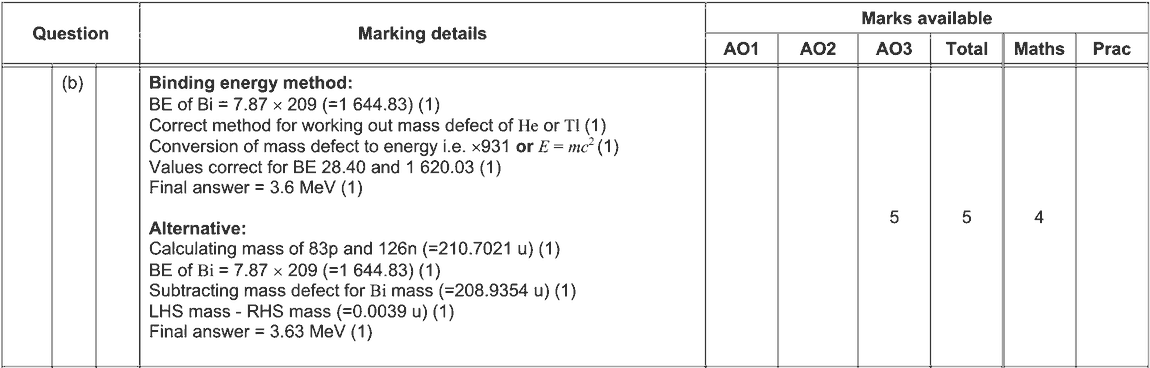 Question Marking details Marks available
AO1 AO2 AO3 Total Maths Prac
(b) Binding energy method:
BE of Bi = 7.87 × 209 (=1 644.83) (1)
Correct method for working out mass defect of He or Tl (1)
Conversion of mass defect to energy i.e. ×931 or E = mc² (1)
Values correct for BE 28.40 and 1 620.03 (1)
Final answer = 3.6 MeV (1)
Alternative:
Calculating mass of 83p and 126n (=210.7021 u) (1)
BE of Bi = 7.87 × 209 (=1 644.83) (1)
Subtracting mass defect for Bi mass (=208.9354 u) (1)
LHS mass - RHS mass (=0.0039 u) (1)
Final answer = 3.63 MeV (1)
5 5 4